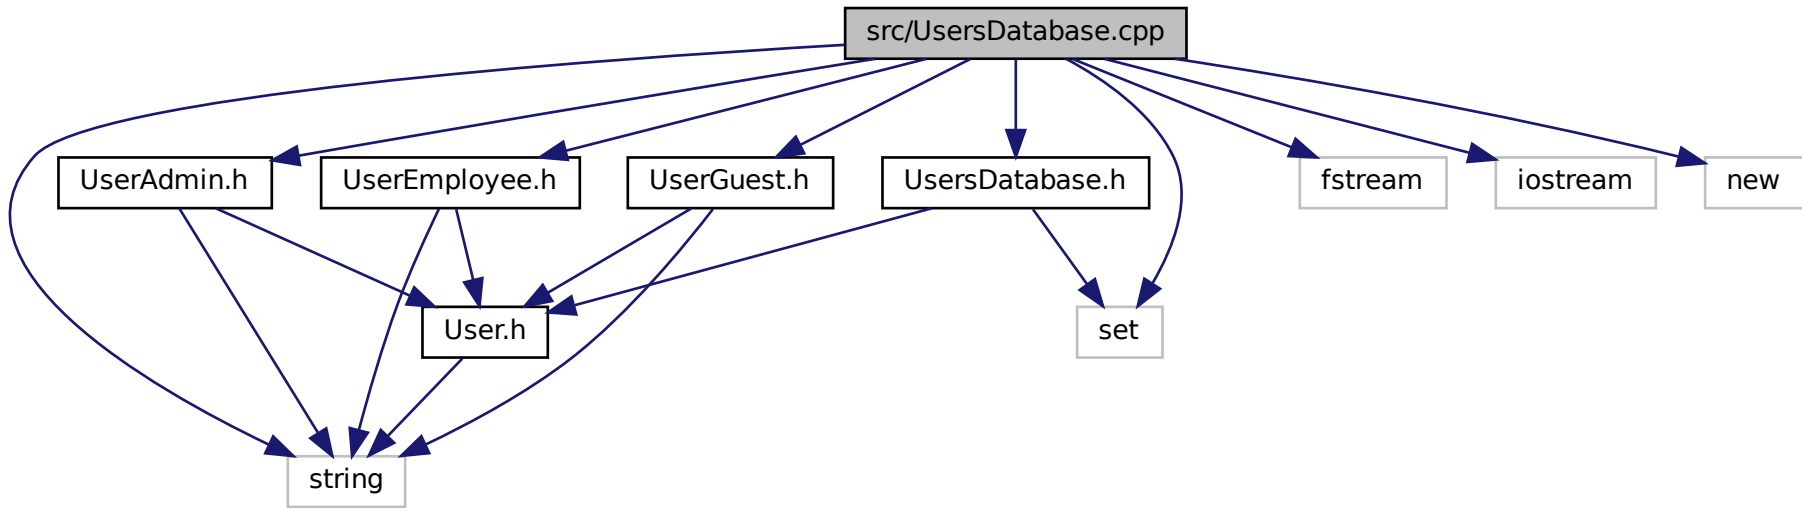 src/UsersDatabase.cpp
UserAdmin.h
UserEmployee.h
UserGuest.h
UsersDatabase.h
fstream
iostream
new
User.h
set
string